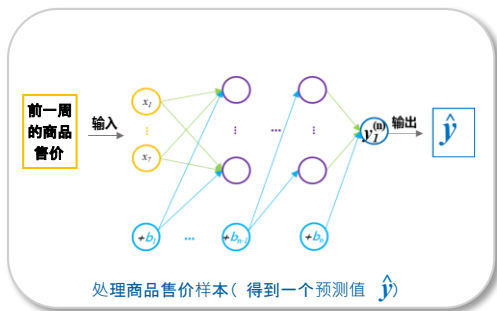 前一周
的商品
售价
输入
x₁
⋮
x₇
+b₁
⋮
...
...
+bₙ₋₁
⋮
+bₙ
y₁⁽ⁿ⁾
输出
ŷ
处理商品售价样本( 得到一个预测值 ŷ)